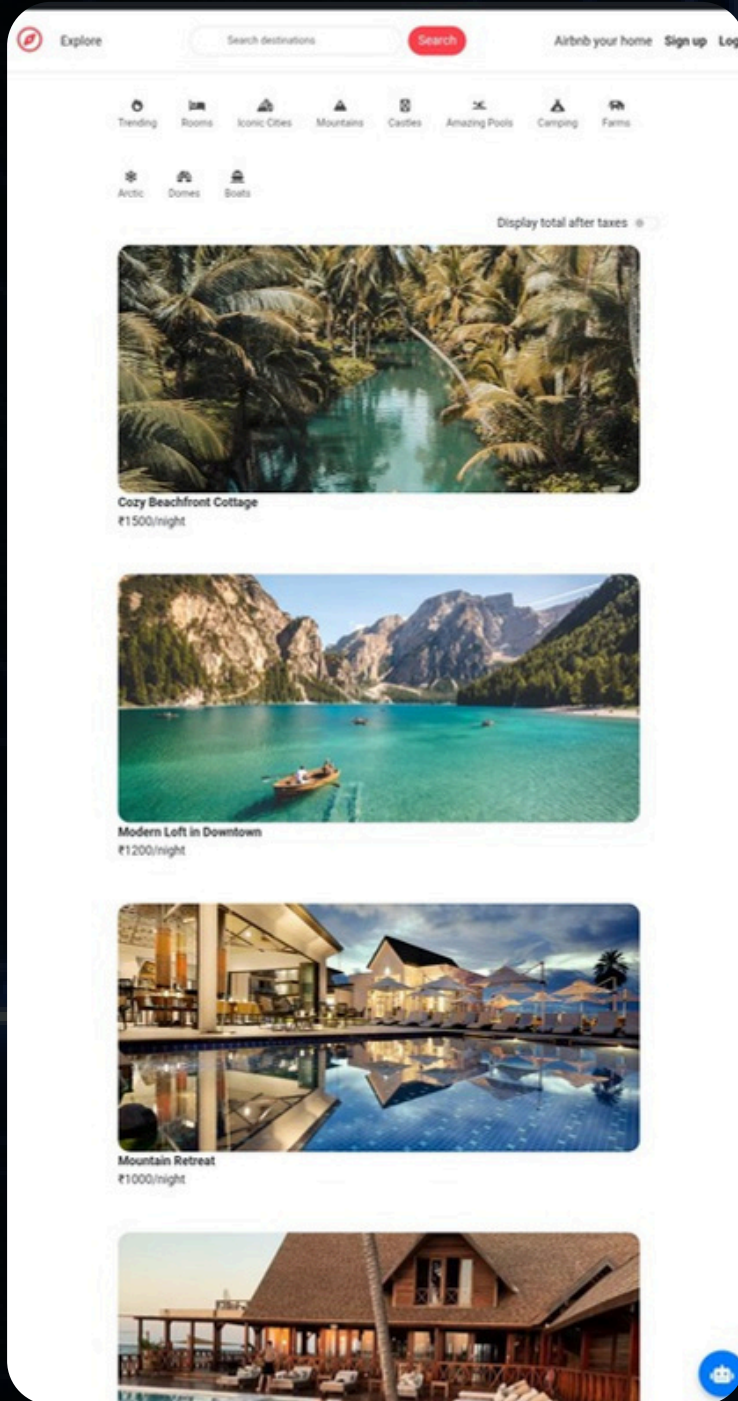 Explore Search destinations Search Airbnb your home Sign up Log
Trending Rooms Iconic Cities Mountains Castles Amazing Pools Camping Farms
Arctic Domes Boats
Display total after taxes
Cozy Beachfront Cottage
₹1500/night
Modern Loft in Downtown
₹1200/night
Mountain Retreat
₹1000/night